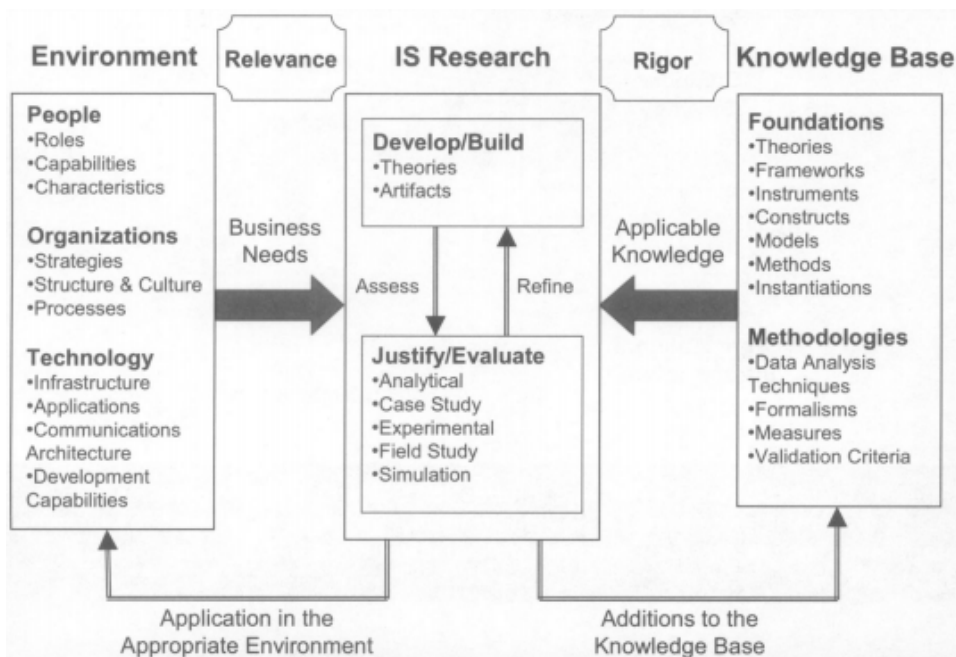 Environment
Relevance
IS Research
Rigor
Knowledge Base
People
•Roles
•Capabilities
•Characteristics
Organizations
•Strategies
•Structure & Culture
•Processes
Technology
•Infrastructure
•Applications
•Communications
Architecture
•Development
Capabilities
Business
Needs
Develop/Build
•Theories
•Artifacts
Assess
Refine
Justify/Evaluate
•Analytical
•Case Study
•Experimental
•Field Study
•Simulation
Applicable
Knowledge
Foundations
•Theories
•Frameworks
•Instruments
•Constructs
•Models
•Methods
•Instantiations
Methodologies
•Data Analysis
Techniques
•Formalisms
•Measures
•Validation Criteria
Application in the
Appropriate Environment
Additions to the
Knowledge Base